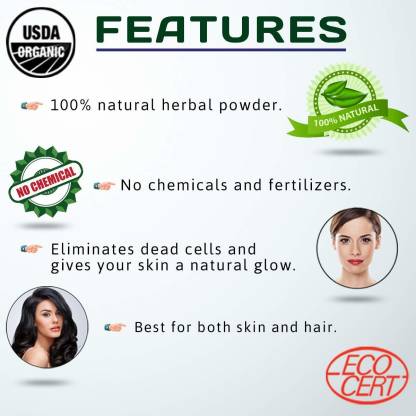 USDA
ORGANIC
FEATURES
100% natural herbal powder.
100% NATURAL
NO CHEMICAL
No chemicals and fertilizers.
Eliminates dead cells and
gives your skin a natural glow.
Best for both skin and hair.
ECO
CERT